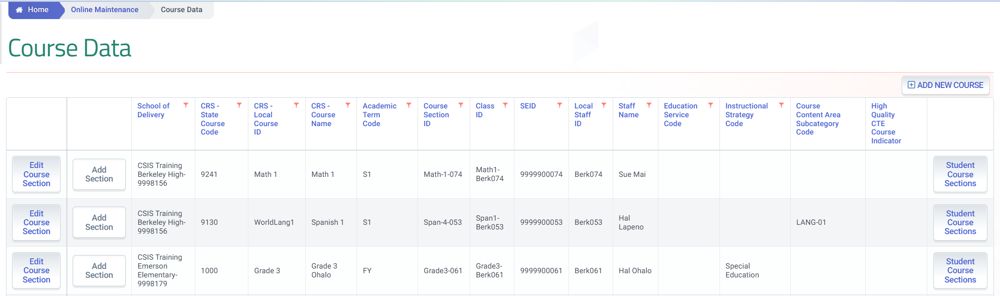 Home
Online Maintenance
Course Data
Course Data
ADD NEW COURSE
School of
Delivery
CRS -
State
Course
Code
CRS -
Local
Course
ID
CRS -
Course
Name
Academic
Term
Code
Course
Section
ID
Class
ID
SEID
Local
Staff
ID
Staff
Name
Education
Service
Code
Instructional
Strategy
Code
Course
Content Area
Subcategory
Code
High
Quality
CTE
Course
Indicator
Edit
Course
Section
Add
Section
CSIS Training
Berkeley High-
9998156
9241
Math 1
Math 1
S1
Math-1-074
Math1-
Berk074
9999900074
Berk074
Sue Mai
Student
Course
Sections
Edit
Course
Section
Add
Section
CSIS Training
Berkeley High-
9998156
9130
WorldLang1
Spanish 1
S1
Span-4-053
Span1-
Berk053
9999900053
Berk053
Hal
Lapeno
LANG-01
Student
Course
Sections
Edit
Course
Section
Add
Section
CSIS Training
Emerson
Elementary-
9998179
1000
Grade 3
Grade 3
Ohalo
FY
Grade3-061
Grade3-
Berk061
9999900061
Berk061
Hal Ohalo
Special
Education
Student
Course
Sections